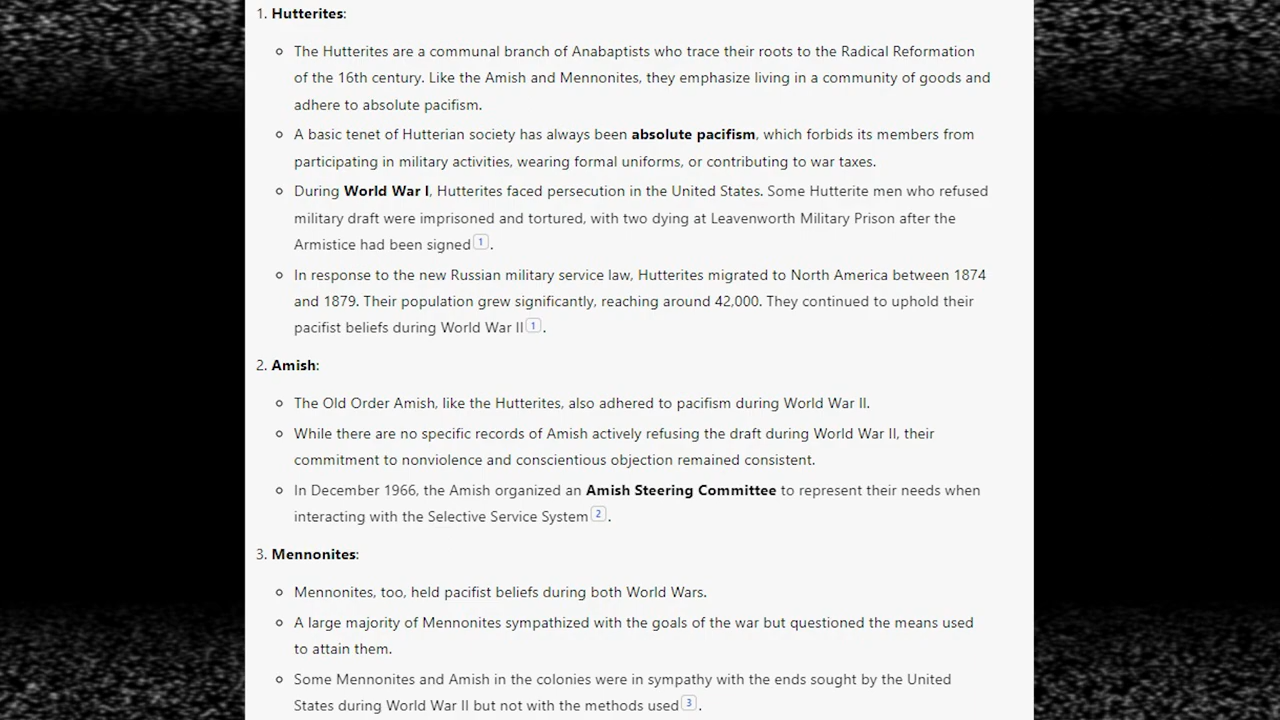 1. Hutterites:
The Hutterites are a communal branch of Anabaptists who trace their roots to the Radical Reformation
of the 16th century. Like the Amish and Mennonites, they emphasize living in a community of goods and
adhere to absolute pacifism.
A basic tenet of Hutterian society has always been absolute pacifism, which forbids its members from
participating in military activities, wearing formal uniforms, or contributing to war taxes.
During World War I, Hutterites faced persecution in the United States. Some Hutterite men who refused
military draft were imprisoned and tortured, with two dying at Leavenworth Military Prison after the
Armistice had been signed 1.
In response to the new Russian military service law, Hutterites migrated to North America between 1874
and 1879. Their population grew significantly, reaching around 42,000. They continued to uphold their
pacifist beliefs during World War II 1.
2. Amish:
The Old Order Amish, like the Hutterites, also adhered to pacifism during World War II.
While there are no specific records of Amish actively refusing the draft during World War II, their
commitment to nonviolence and conscientious objection remained consistent.
In December 1966, the Amish organized an Amish Steering Committee to represent their needs when
interacting with the Selective Service System 2.
3. Mennonites:
Mennonites, too, held pacifist beliefs during both World Wars.
A large majority of Mennonites sympathized with the goals of the war but questioned the means used
to attain them.
Some Mennonites and Amish in the colonies were in sympathy with the ends sought by the United
States during World War II but not with the methods used 3.